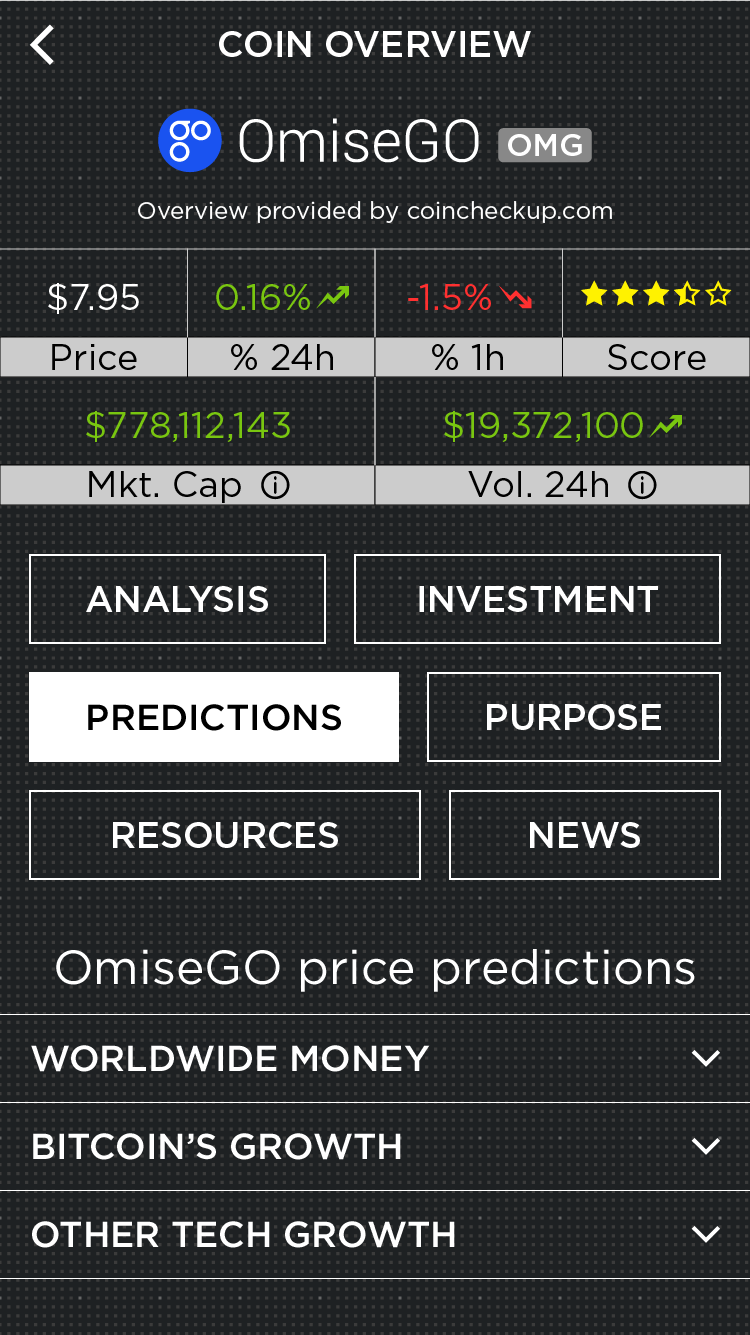 COIN OVERVIEW
OmiseGO OMG
Overview provided by coincheckup.com
$7.95 0.16% -1.5%
Price % 24h % 1h Score
$778,112,143 $19,372,100
Mkt. Cap Vol. 24h
ANALYSIS INVESTMENT
PREDICTIONS PURPOSE
RESOURCES NEWS
OmiseGO price predictions
WORLDWIDE MONEY
BITCOIN’S GROWTH
OTHER TECH GROWTH